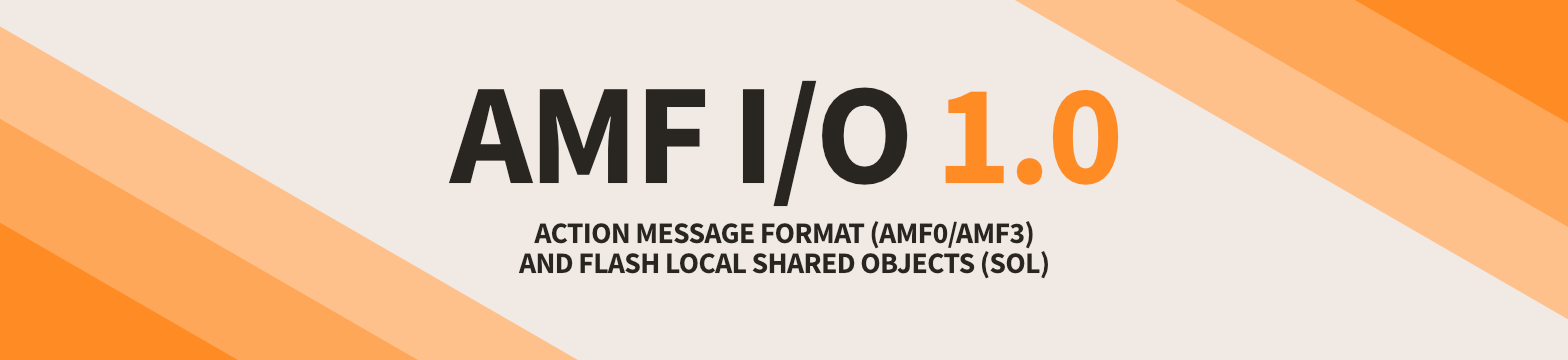 AMF I/O 1.0
ACTION MESSAGE FORMAT (AMF0/AMF3)
AND FLASH LOCAL SHARED OBJECTS (SOL)